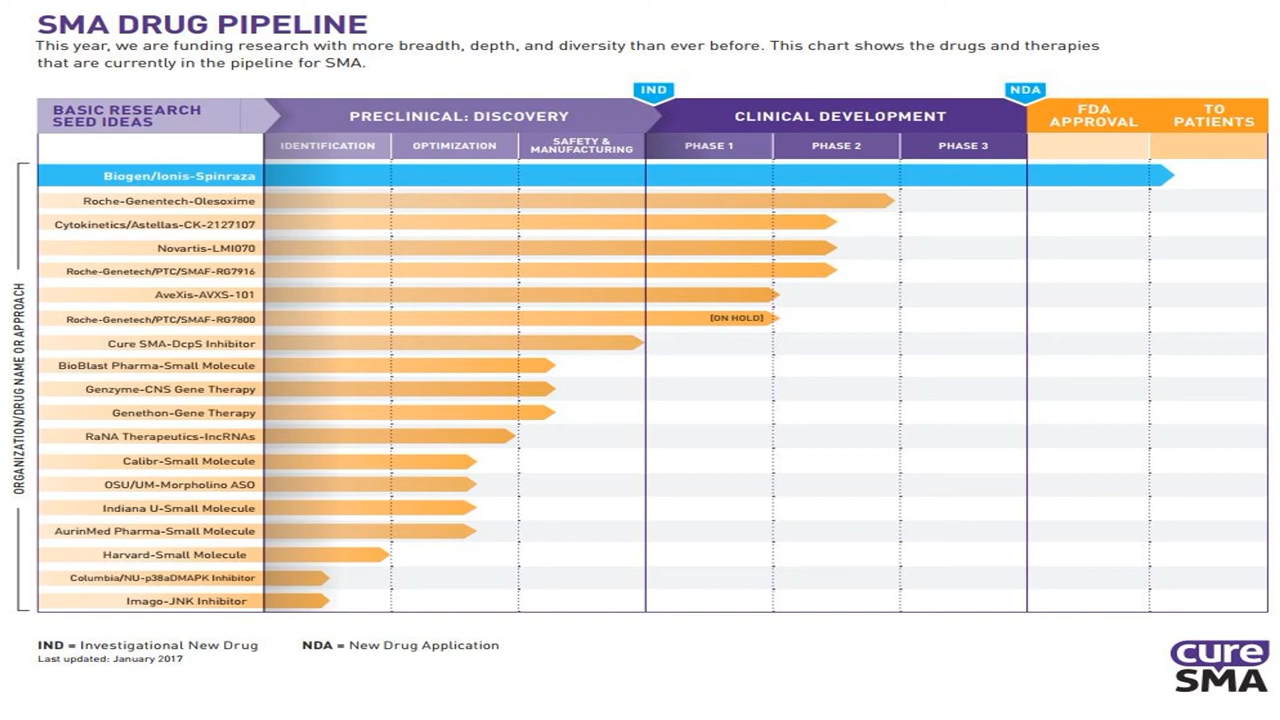 SMA DRUG PIPELINE
This year, we are funding research with more breadth, depth, and diversity than ever before. This chart shows the drugs and therapies
that are currently in the pipeline for SMA.
IND
NDA
BASIC RESEARCH
SEED IDEAS
PRECLINICAL: DISCOVERY
CLINICAL DEVELOPMENT
FDA
APPROVAL
TO
PATIENTS
IDENTIFICATION
OPTIMIZATION
SAFETY &
MANUFACTURING
PHASE 1
PHASE 2
PHASE 3
ORGANIZATION/DRUG NAME OR APPROACH
Biogen/Ionis-Spinraza
Roche-Genentech-Olesoxime
Cytokinetics/Astellas-CK-2127107
Novartis-LMI070
Roche-Genetech/PTC/SMAF-RG7916
AveXis-AVXS-101
Roche-Genetech/PTC/SMAF-RG7800
[ON HOLD]
Cure SMA-DcpS Inhibitor
BioBlast Pharma-Small Molecule
Genzyme-CNS Gene Therapy
Genethon-Gene Therapy
RaNA Therapeutics-lncRNAs
Calibr-Small Molecule
OSU/UM-Morpholino ASO
Indiana U-Small Molecule
AurinMed Pharma-Small Molecule
Harvard-Small Molecule
Columbia/NU-p38aDMAPK Inhibitor
Imago-JNK Inhibitor
IND = Investigational New Drug
NDA = New Drug Application
Last updated: January 2017
cure
SMA